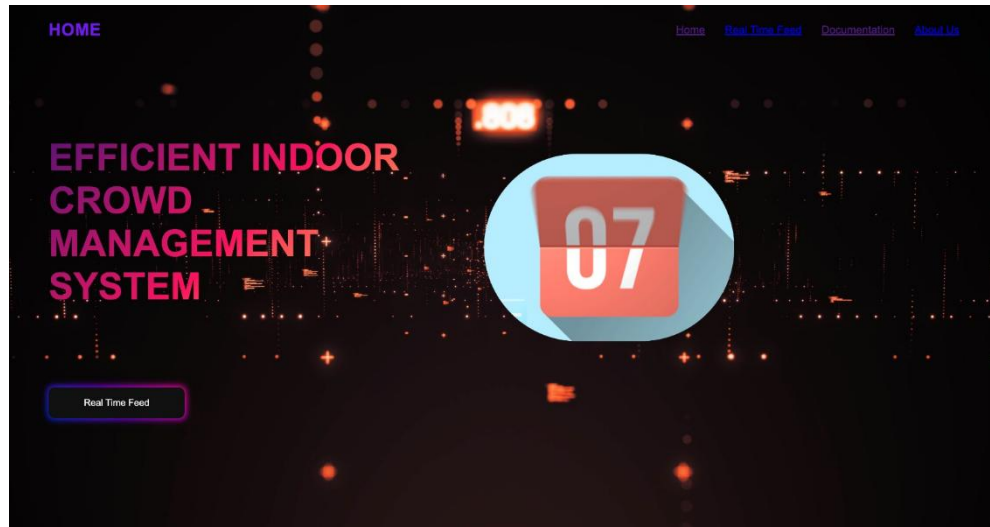 HOME
Home Real Time Feed Documentation About Us
.808
EFFICIENT INDOOR
CROWD
MANAGEMENT
SYSTEM
07
Real Time Feed